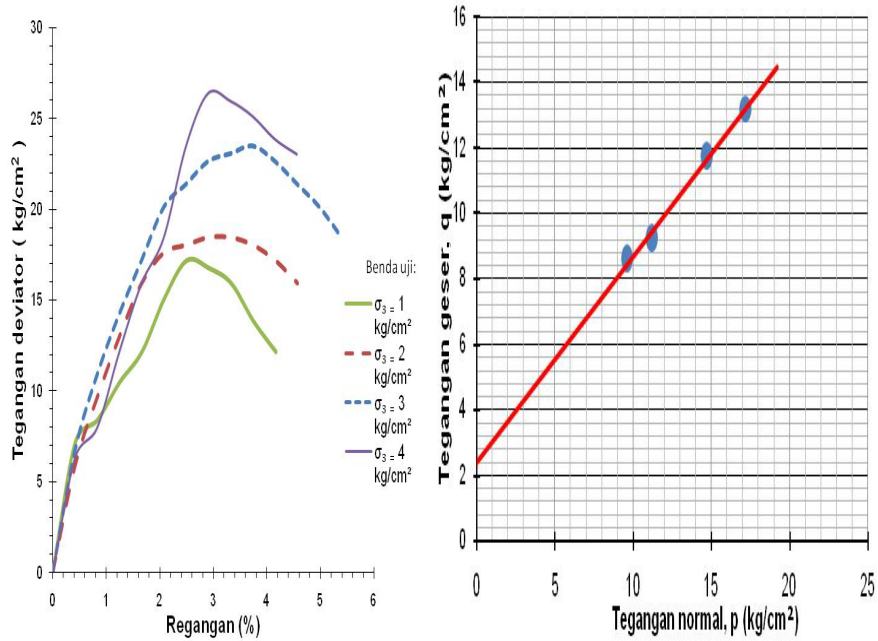 Tegangan deviator ( kg/cm² )
30
25
20
15
10
5
0
0 1 2 3 4 5 6
Regangan (%)
Benda uji:
σ₃ = 1
kg/cm²
σ₃ = 2
kg/cm²
σ₃ = 3
kg/cm²
σ₃ = 4
kg/cm²
Tegangan geser, q (kg/cm²)
16
14
12
10
8
6
4
2
0
0 5 10 15 20 25
Tegangan normal, p (kg/cm²)